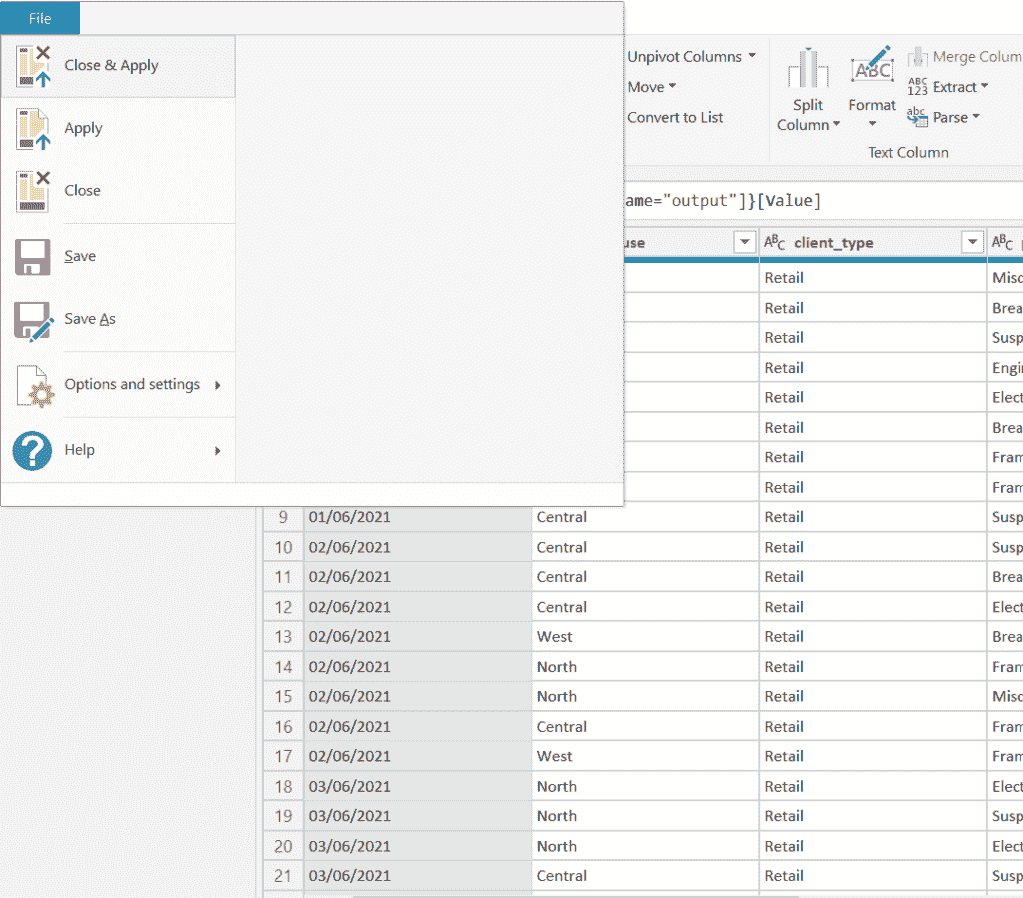 File
Close & Apply
Apply
Close
Save
Save As
Options and settings
Help
Unpivot Columns
Move
Convert to List
Split
Column
ABC
Format
Merge Colum
ABC
123 Extract
abc Parse
Text Column
ame="output"]}[Value]
use
ABC client_type
ABC
Retail Misc
Retail Brea
Retail Susp
Retail Engi
Retail Elect
Retail Brea
Retail Fram
Retail Fram
9 01/06/2021 Central Retail Susp
10 02/06/2021 Central Retail Susp
11 02/06/2021 Central Retail Brea
12 02/06/2021 Central Retail Elect
13 02/06/2021 West Retail Brea
14 02/06/2021 North Retail Fram
15 02/06/2021 North Retail Misc
16 02/06/2021 Central Retail Fram
17 02/06/2021 West Retail Fram
18 03/06/2021 North Retail Elect
19 03/06/2021 North Retail Susp
20 03/06/2021 North Retail Elect
21 03/06/2021 Central Retail Susp